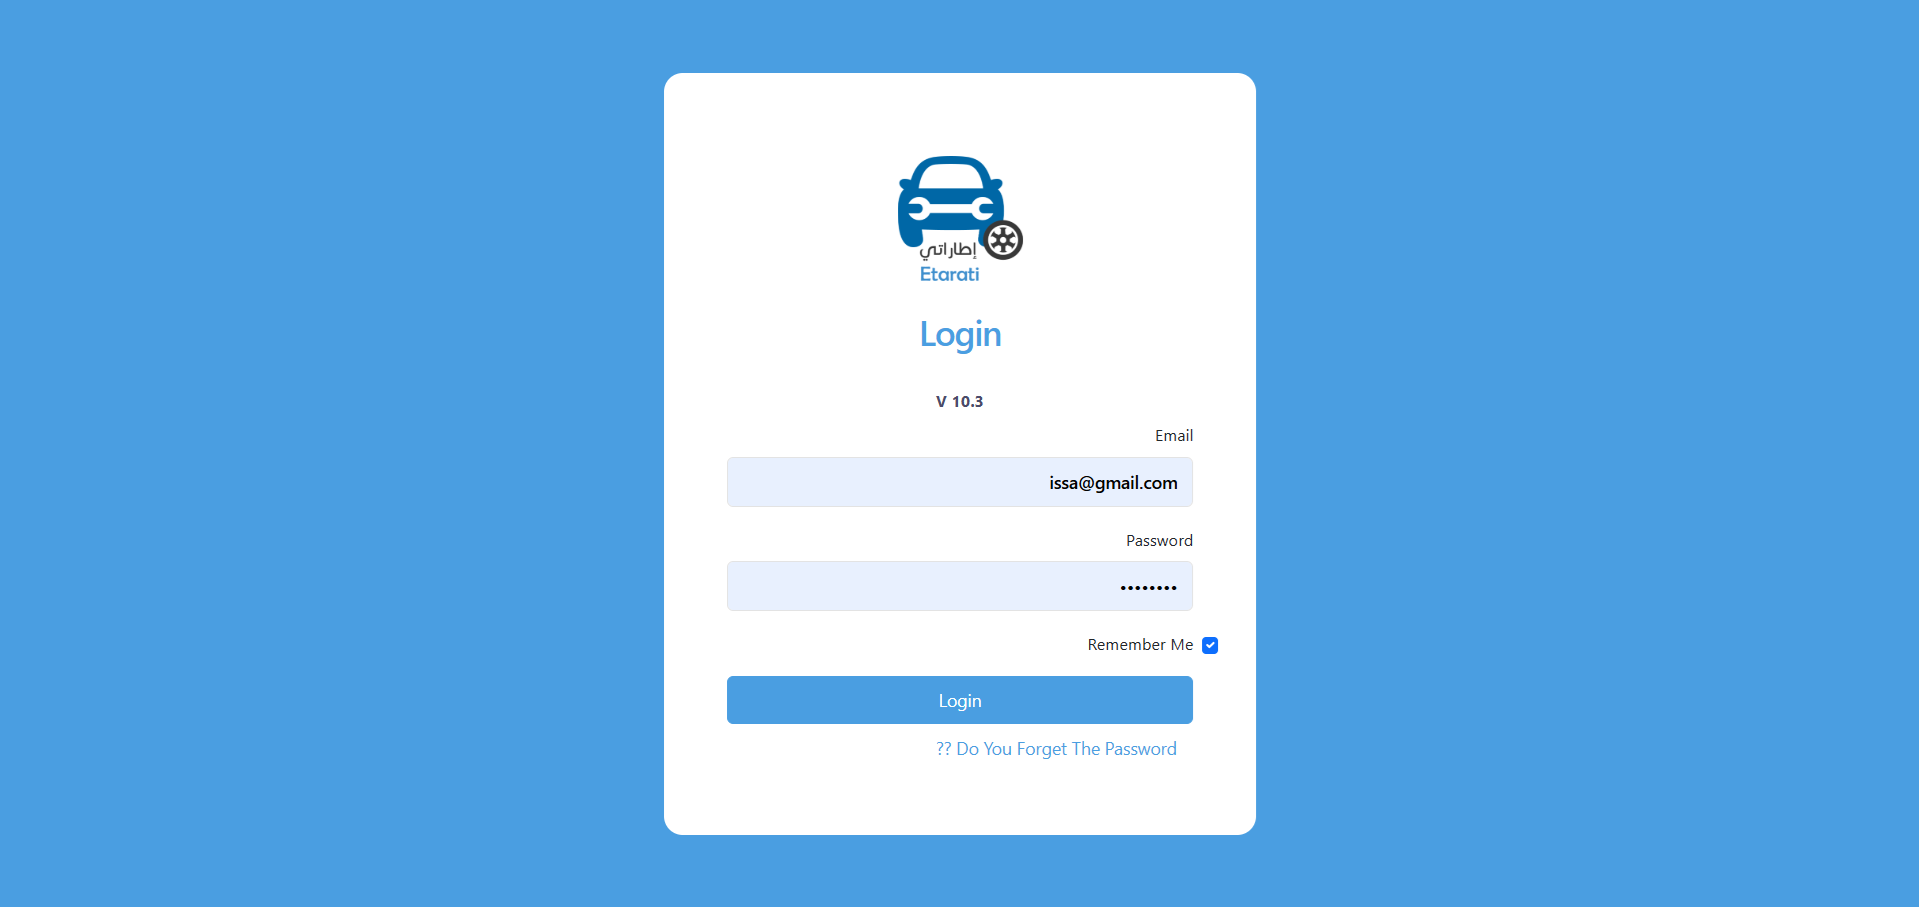 إطاراتي
Etarati
Login
V 10.3
Email
issa@gmail.com
Password
••••••••
Remember Me
Login
?? Do You Forget The Password